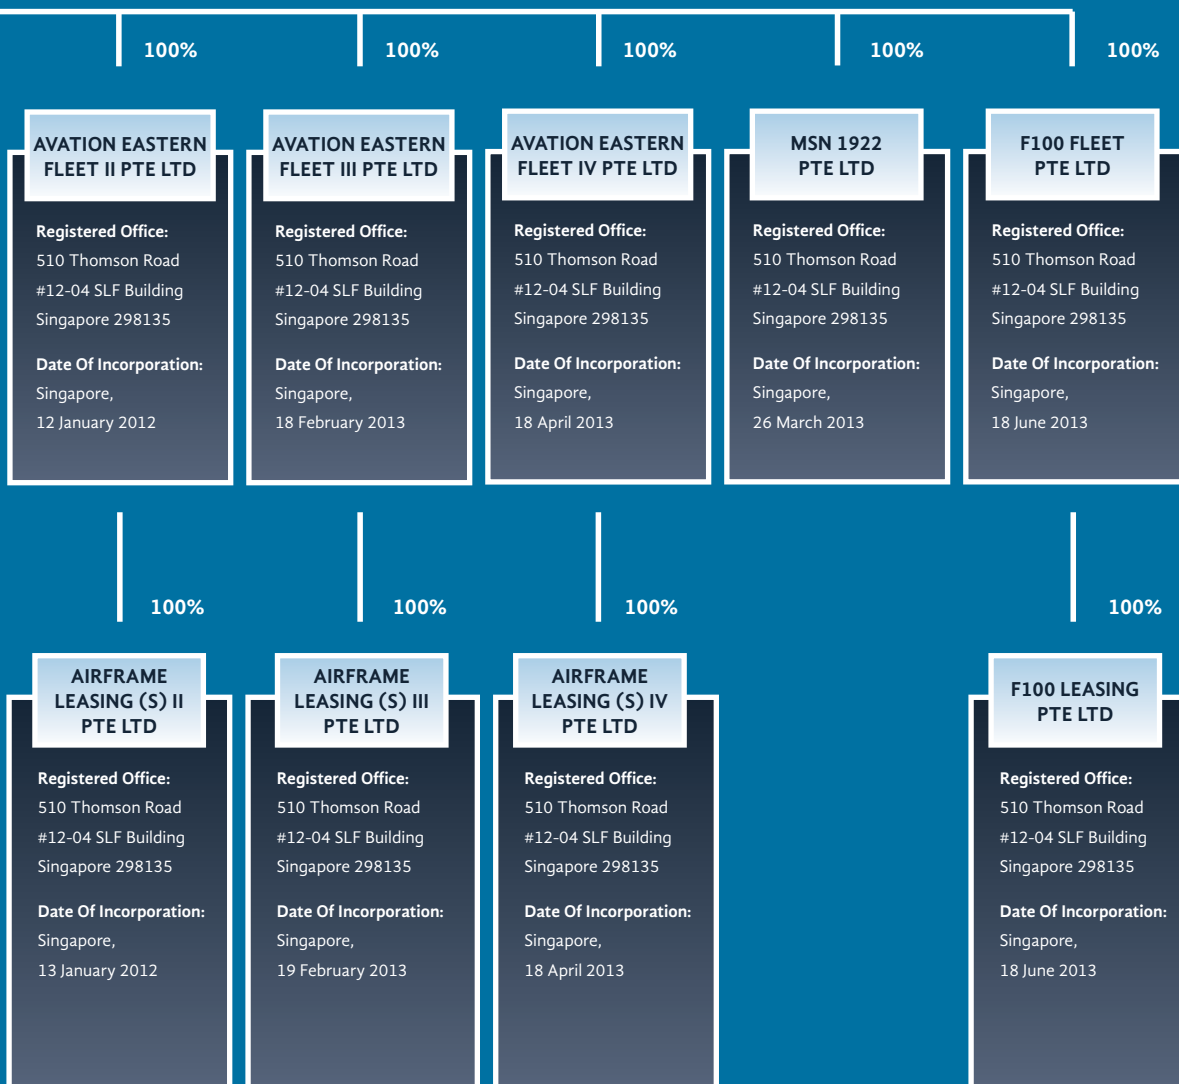 100%
100%
100%
100%
100%
AVATION EASTERN
FLEET II PTE LTD
Registered Office:
510 Thomson Road
#12-04 SLF Building
Singapore 298135
Date Of Incorporation:
Singapore,
12 January 2012
AVATION EASTERN
FLEET III PTE LTD
Registered Office:
510 Thomson Road
#12-04 SLF Building
Singapore 298135
Date Of Incorporation:
Singapore,
18 February 2013
AVATION EASTERN
FLEET IV PTE LTD
Registered Office:
510 Thomson Road
#12-04 SLF Building
Singapore 298135
Date Of Incorporation:
Singapore,
18 April 2013
MSN 1922
PTE LTD
Registered Office:
510 Thomson Road
#12-04 SLF Building
Singapore 298135
Date Of Incorporation:
Singapore,
26 March 2013
F100 FLEET
PTE LTD
Registered Office:
510 Thomson Road
#12-04 SLF Building
Singapore 298135
Date Of Incorporation:
Singapore,
18 June 2013
100%
100%
100%
100%
AIRFRAME
LEASING (S) II
PTE LTD
Registered Office:
510 Thomson Road
#12-04 SLF Building
Singapore 298135
Date Of Incorporation:
Singapore,
13 January 2012
AIRFRAME
LEASING (S) III
PTE LTD
Registered Office:
510 Thomson Road
#12-04 SLF Building
Singapore 298135
Date Of Incorporation:
Singapore,
19 February 2013
AIRFRAME
LEASING (S) IV
PTE LTD
Registered Office:
510 Thomson Road
#12-04 SLF Building
Singapore 298135
Date Of Incorporation:
Singapore,
18 April 2013
F100 LEASING
PTE LTD
Registered Office:
510 Thomson Road
#12-04 SLF Building
Singapore 298135
Date Of Incorporation:
Singapore,
18 June 2013